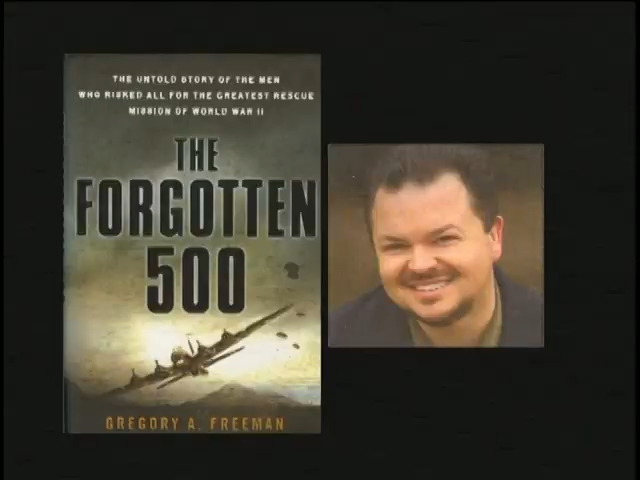 THE UNTOLD STORY OF THE MEN
WHO RISKED ALL FOR THE GREATEST RESCUE
MISSION OF WORLD WAR II
THE
FORGOTTEN
500
GREGORY A. FREEMAN